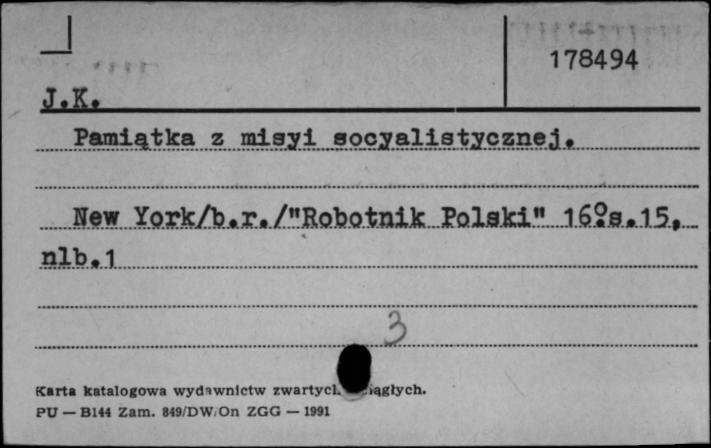 178494
J.K.
Pamiątka z misyi socyalistycznej.
New York/b.r./"Robotnik Polski" 16º s.15,
nlb.1
3
Karta katalogowa wydawnictw zwartych
PU — B144 Zam. 849/DW/On ZGG — 1991